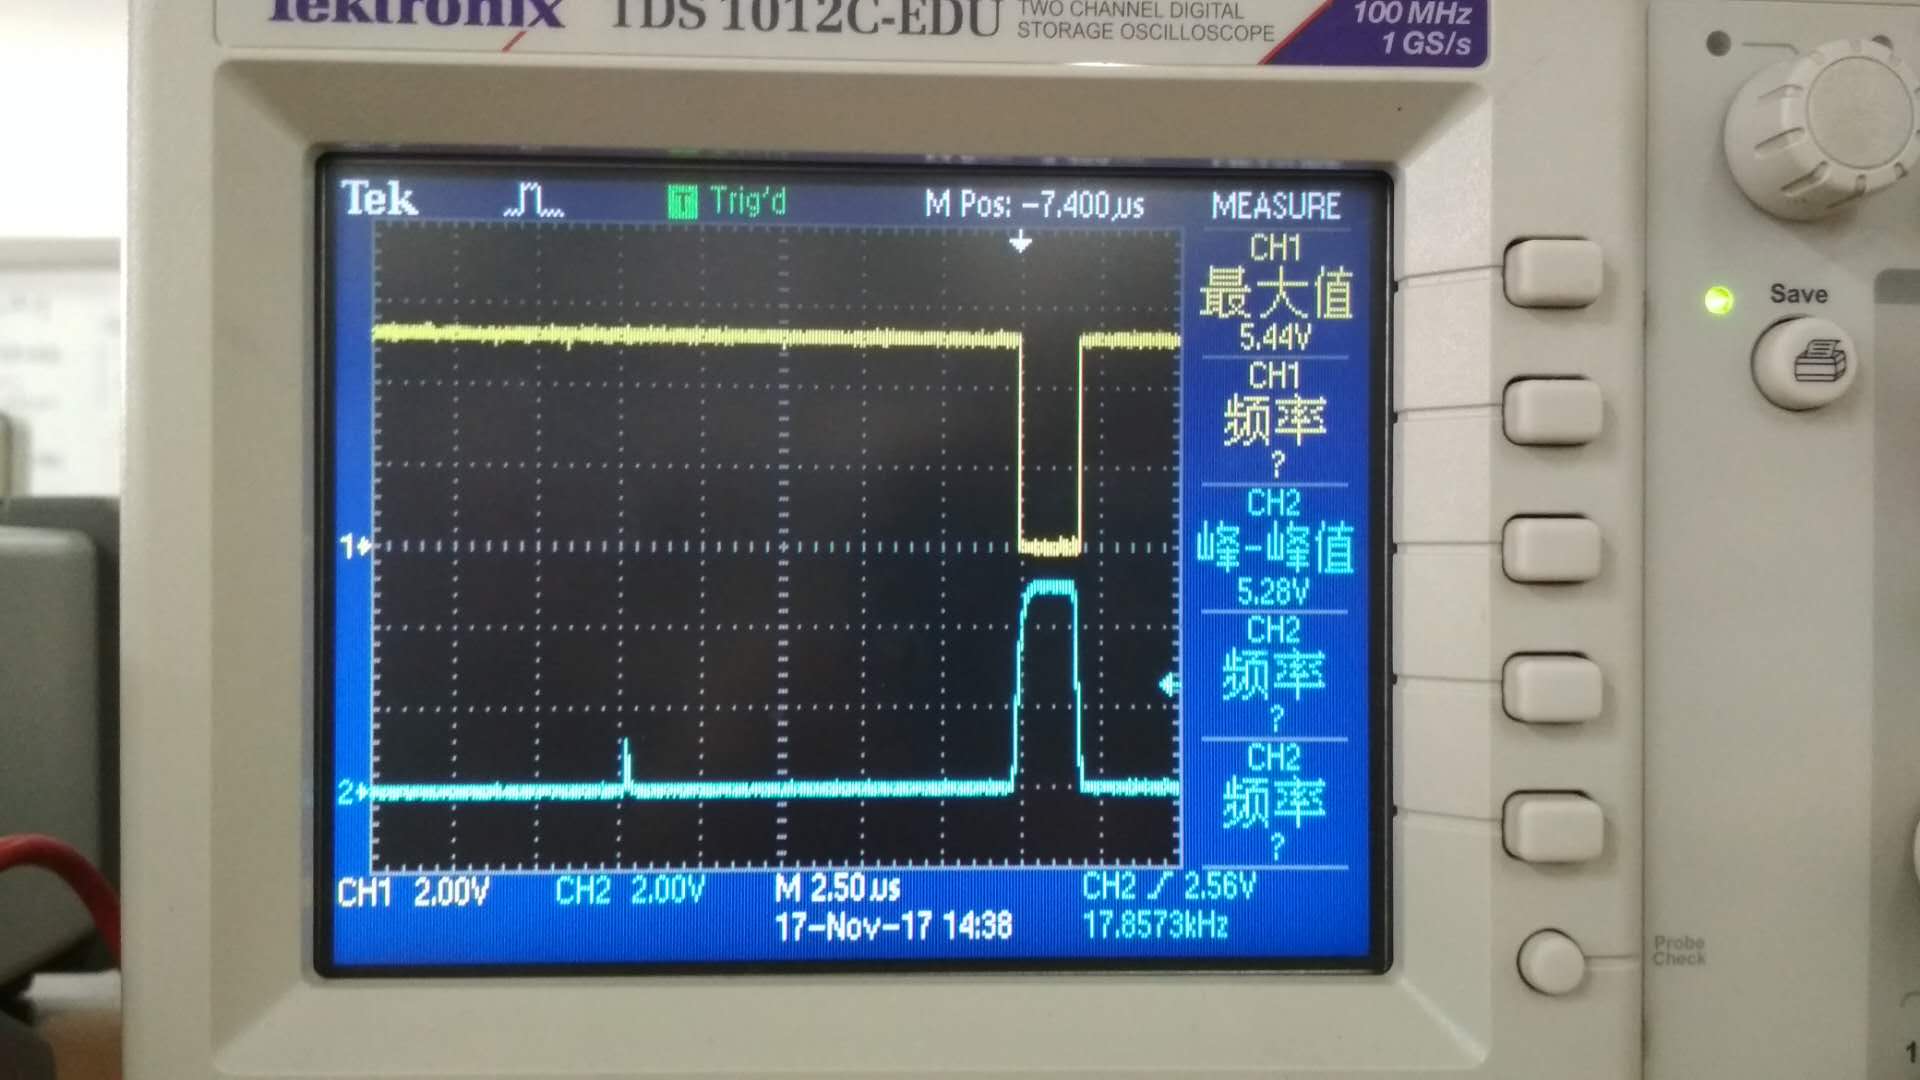 Tektronix TDS 1012C-EDU TWO CHANNEL DIGITAL
STORAGE OSCILLOSCOPE
100 MHz
1 GS/s
Tek Trig'd M Pos: -7.400µs MEASURE
CH1
最大值
5.44V
CH1
频率
?
CH2
峰-峰值
5.28V
CH2
频率
?
CH2
频率
?
1
2
CH1 2.00V CH2 2.00V M 2.50µs CH2 2.56V
17-Nov-17 14:38 17.8573kHz
Save
Probe
Check
1